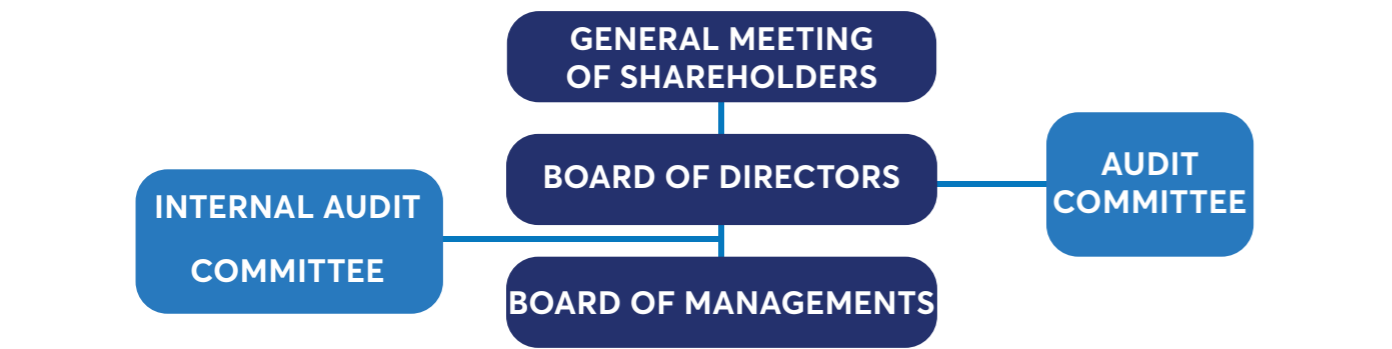 GENERAL MEETING
OF SHAREHOLDERS
BOARD OF DIRECTORS
AUDIT
COMMITTEE
INTERNAL AUDIT
COMMITTEE
BOARD OF MANAGEMENTS